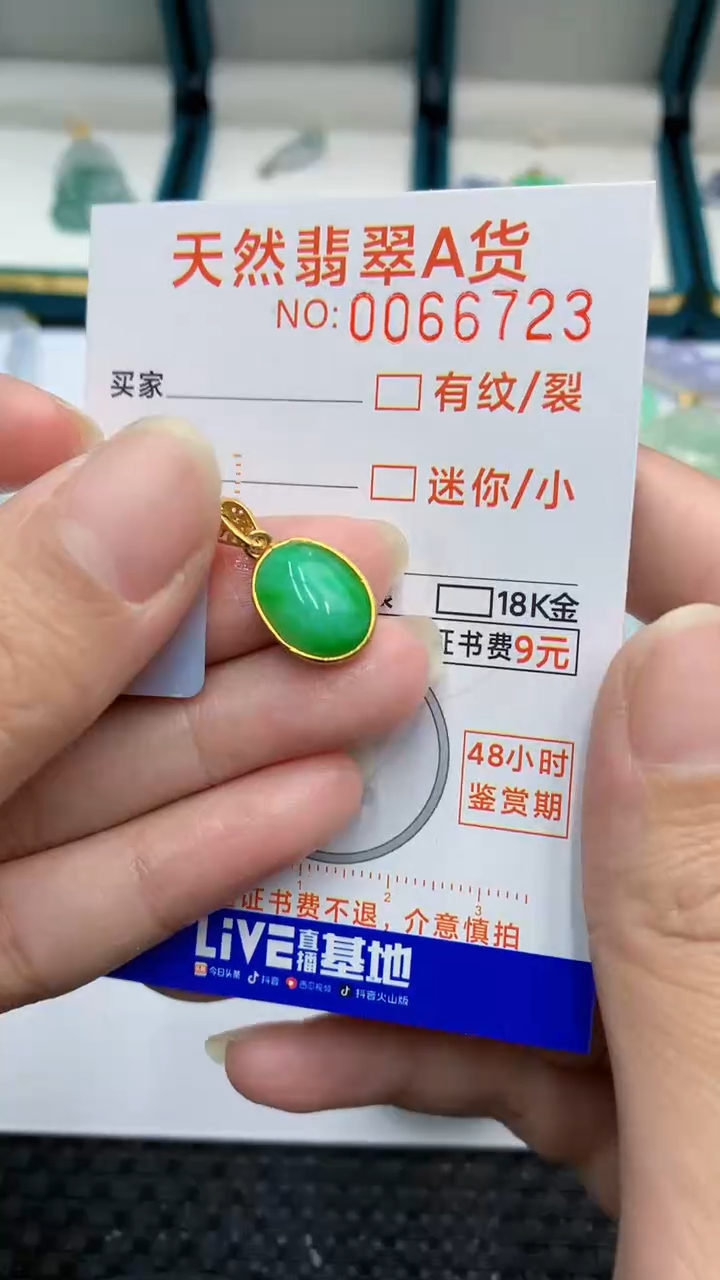 天然翡翠A货
NO:0066723
买家
有纹/裂
迷你/小
18K金
证书费9元
48小时
鉴赏期
1 2 3
证书费不退，介意慎拍
LiVE直播基地
今日头条 抖音 西瓜视频 抖音火山版